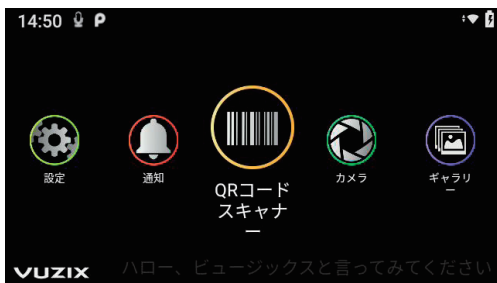 14:50
設定
通知
QRコード
スキャナ
ー
カメラ
ギャラリ
ー
VUZIX
ハロー、ビュージックスと言ってみてください